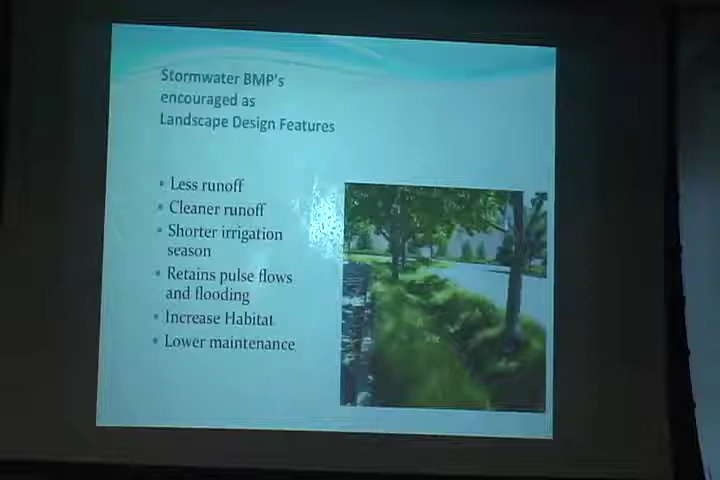 Stormwater BMP's
encouraged as
Landscape Design Features
• Less runoff
• Cleaner runoff
• Shorter irrigation
season
• Retains pulse flows
and flooding
• Increase Habitat
• Lower maintenance